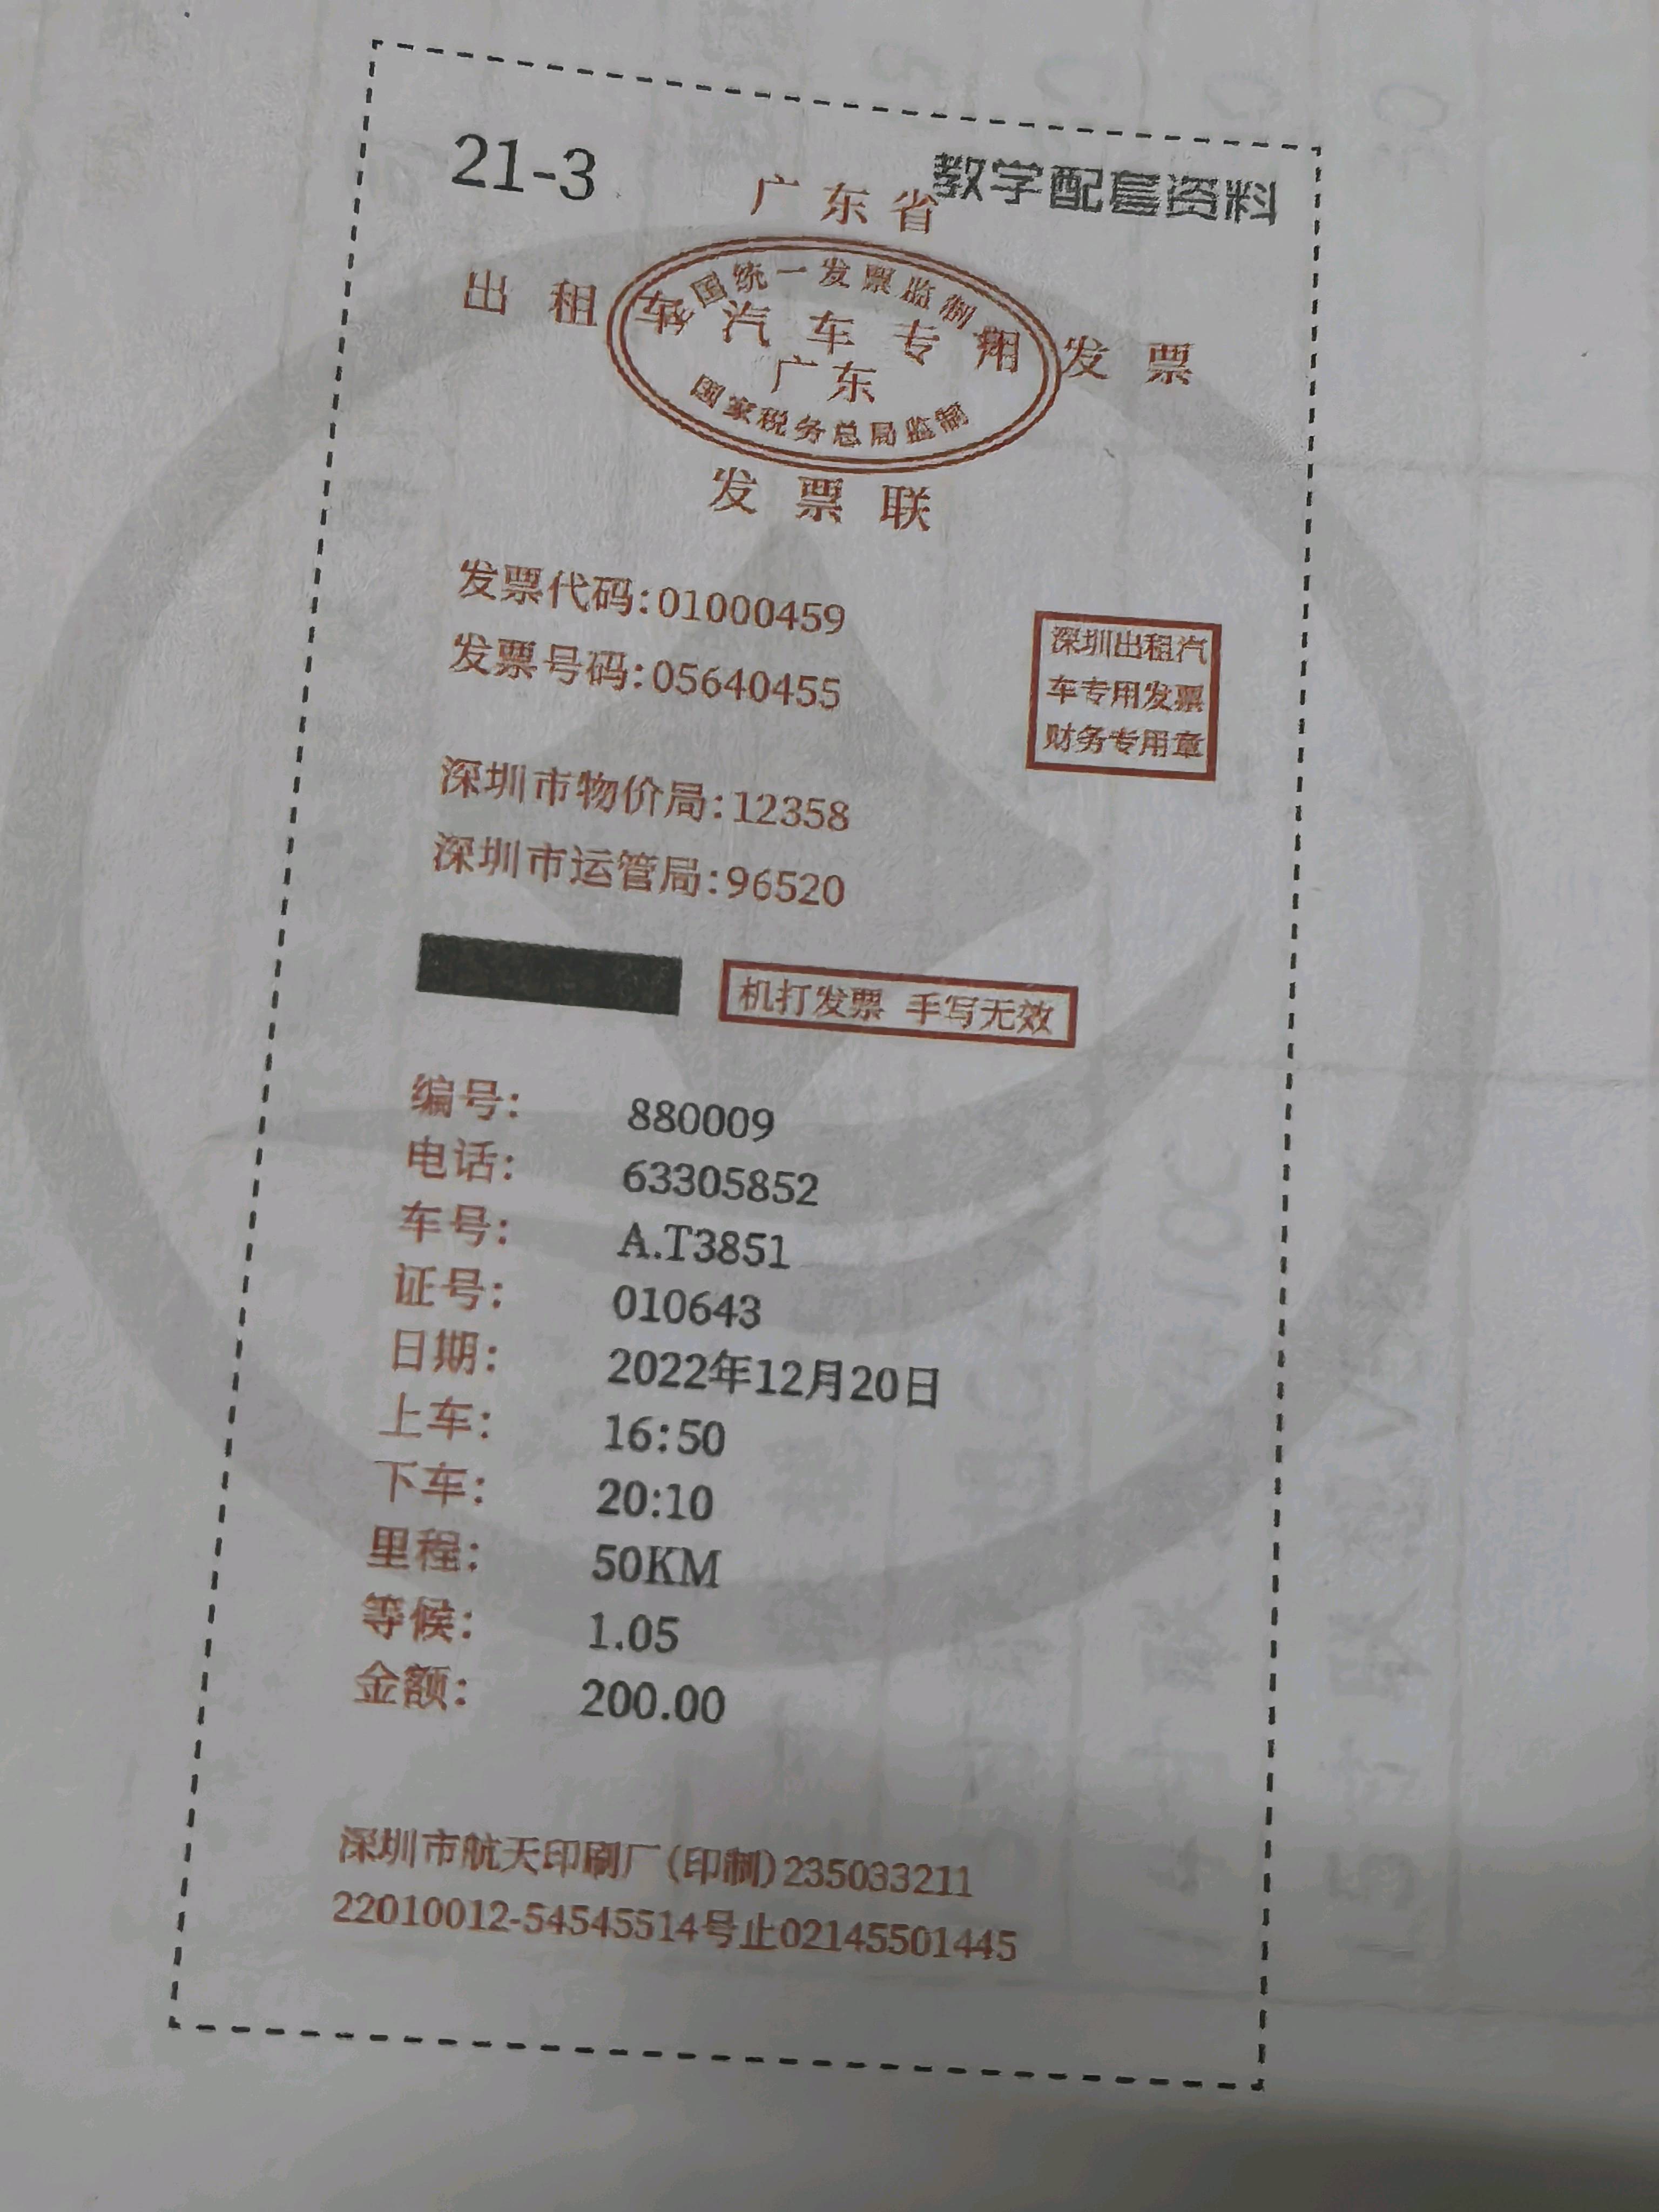 21-3
教学配套资料
广东省
出租车汽车专用发票
全国统一发票监制章
广东
国家税务总局监制
发票联
发票代码:01000459
发票号码:05640455
深圳出租汽
车专用发票
财务专用章
深圳市物价局:12358
深圳市运管局:96520
机打发票 手写无效
编号: 880009
电话: 63305852
车号: A.T3851
证号: 010643
日期: 2022年12月20日
上车: 16:50
下车: 20:10
里程: 50KM
等候: 1.05
金额: 200.00
深圳市航天印刷厂(印制)235033211
22010012-54545514号止02145501445